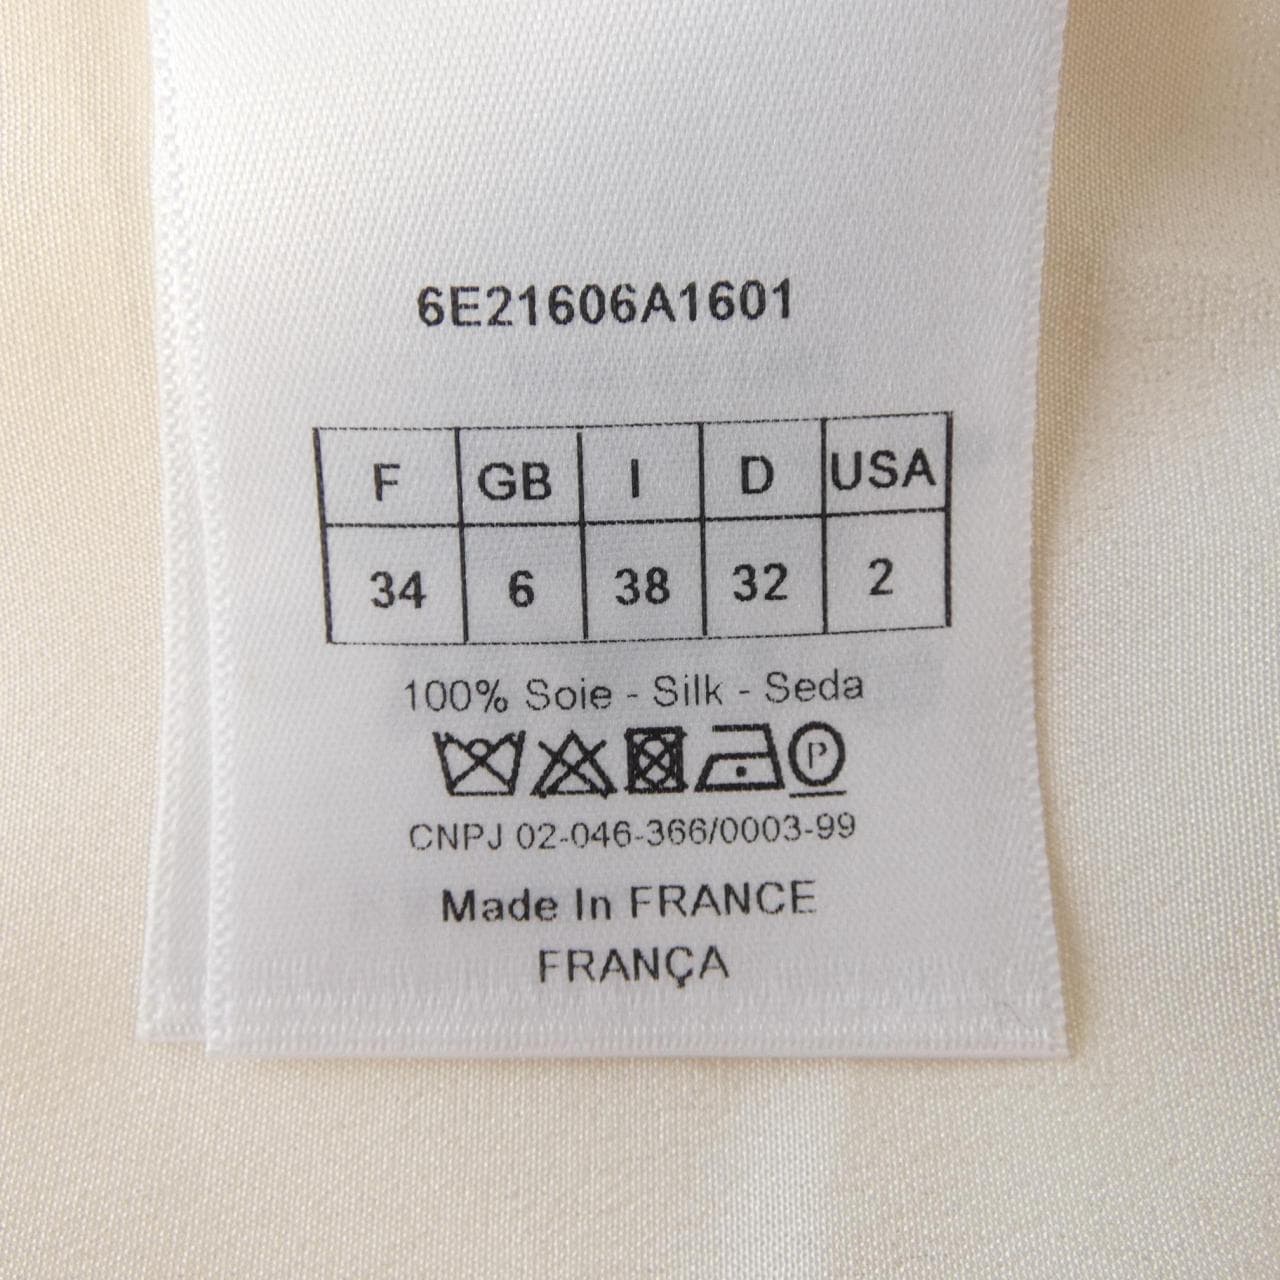 6E21606A1601
F GB I D USA
34 6 38 32 2
100% Soie - Silk - Seda
P
CNPJ 02-046-366/0003-99
Made In FRANCE
FRANÇA